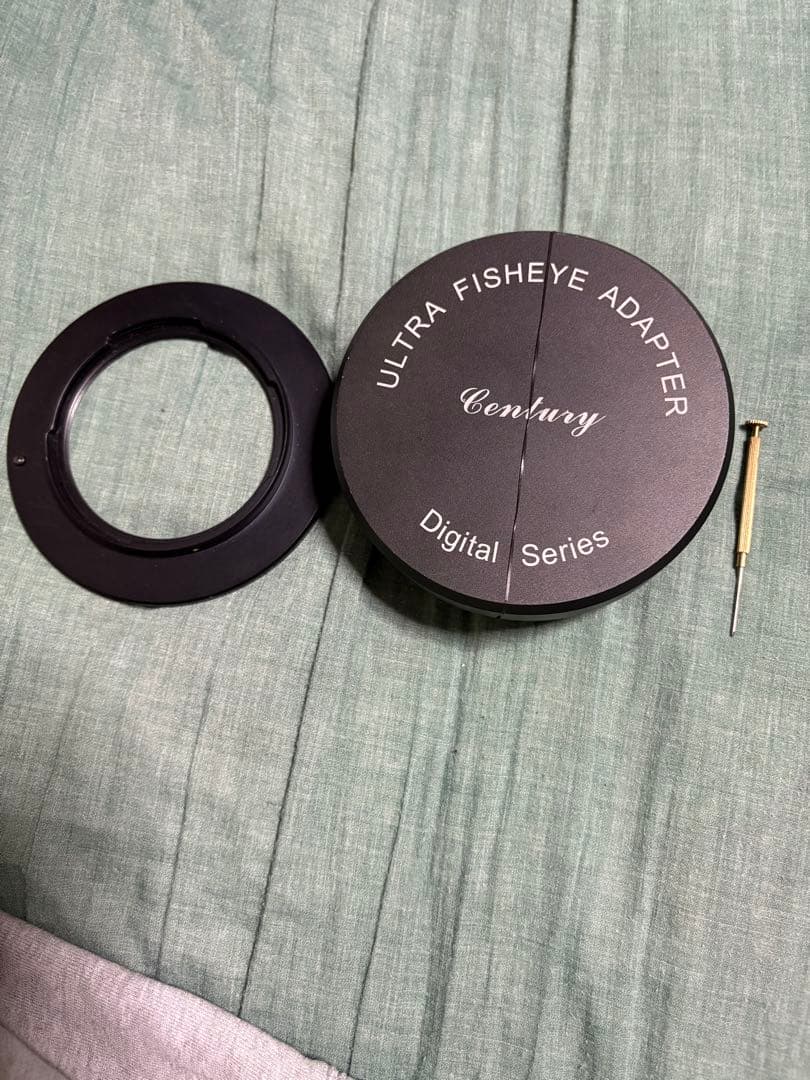 ULTRA FISHEYE ADAPTER
Century
Digital Series